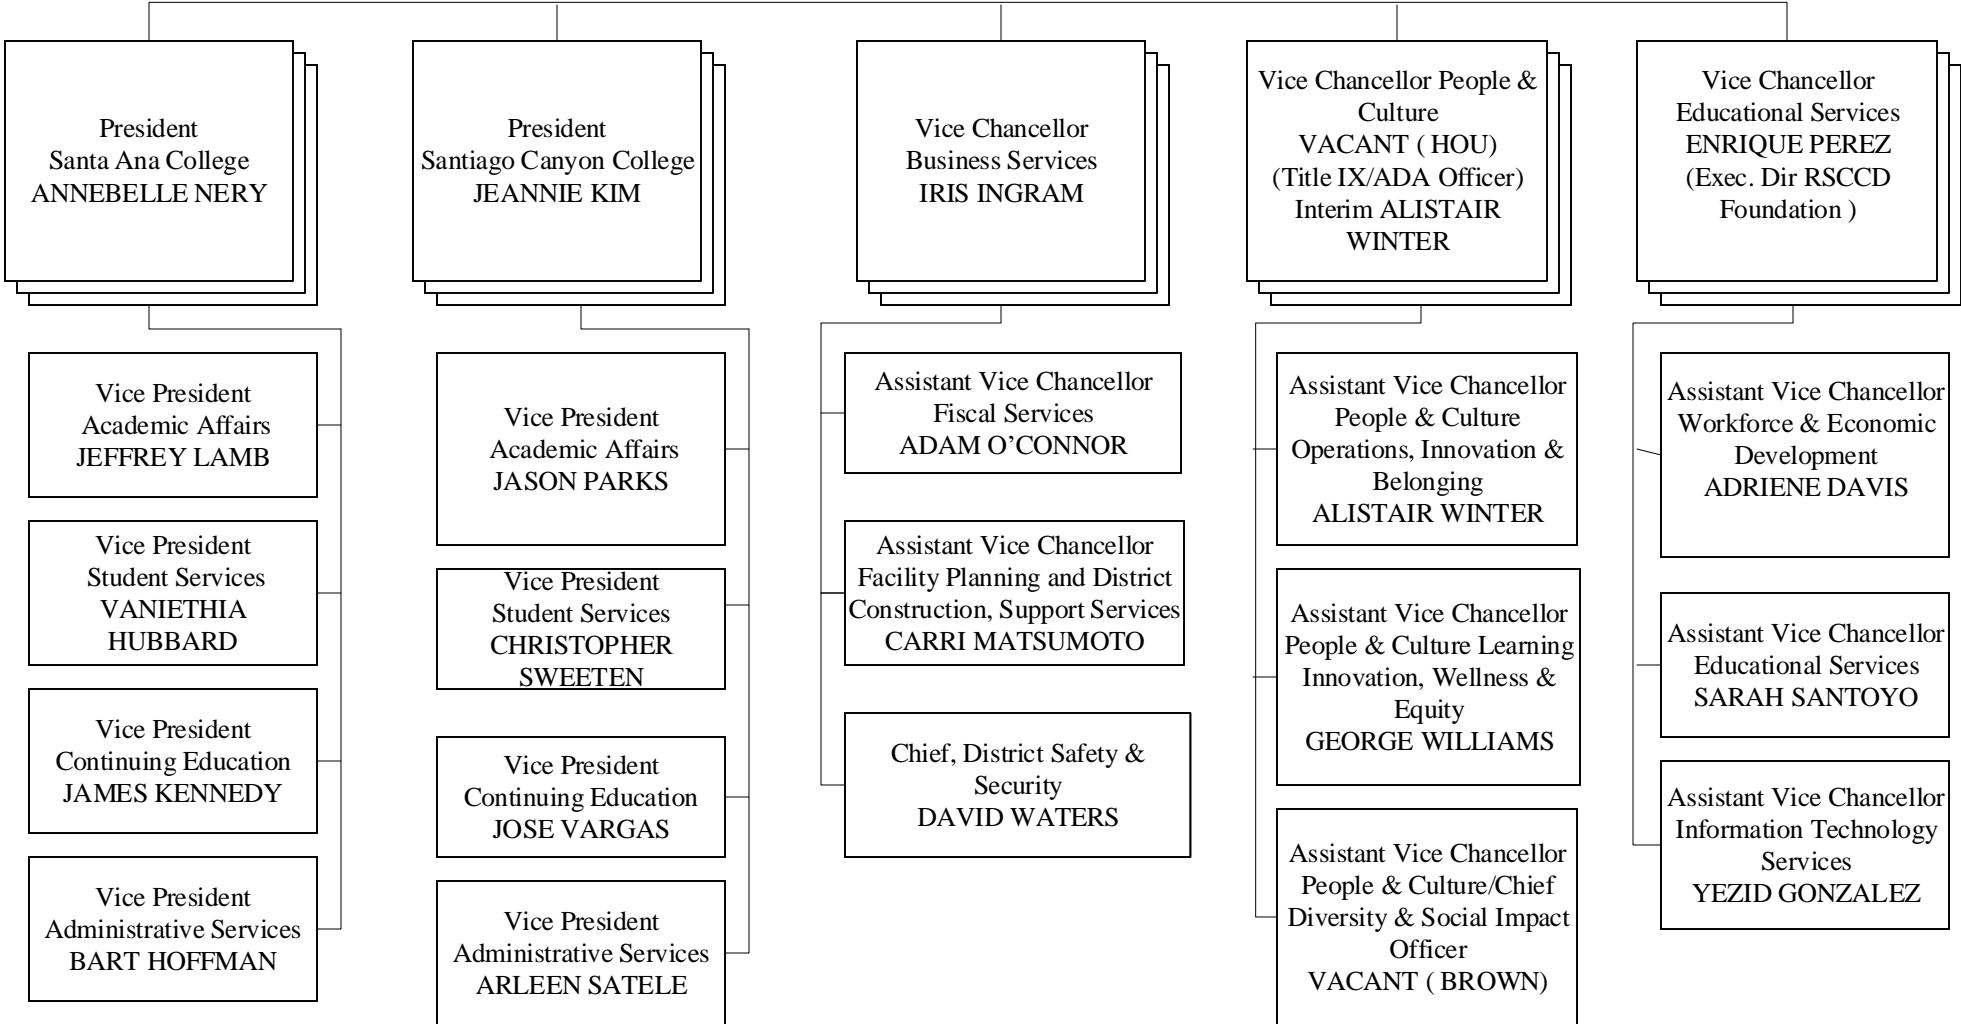 President
Santa Ana College
ANNEBELLE NERY
President
Santiago Canyon College
JEANNIE KIM
Vice Chancellor
Business Services
IRIS INGRAM
Vice Chancellor People &
Culture
VACANT ( HOU)
(Title IX/ADA Officer)
Interim ALISTAIR
WINTER
Vice Chancellor
Educational Services
ENRIQUE PEREZ
(Exec. Dir RSCCD
Foundation )
Vice President
Academic Affairs
JEFFREY LAMB
Vice President
Student Services
VANIETHIA
HUBBARD
Vice President
Continuing Education
JAMES KENNEDY
Vice President
Administrative Services
BART HOFFMAN
Vice President
Academic Affairs
JASON PARKS
Vice President
Student Services
CHRISTOPHER
SWEETEN
Vice President
Continuing Education
JOSE VARGAS
Vice President
Administrative Services
ARLEEN SATELE
Assistant Vice Chancellor
Fiscal Services
ADAM O’CONNOR
Assistant Vice Chancellor
Facility Planning and District
Construction, Support Services
CARRI MATSUMOTO
Chief, District Safety &
Security
DAVID WATERS
Assistant Vice Chancellor
People & Culture
Operations, Innovation &
Belonging
ALISTAIR WINTER
Assistant Vice Chancellor
People & Culture Learning
Innovation, Wellness &
Equity
GEORGE WILLIAMS
Assistant Vice Chancellor
People & Culture/Chief
Diversity & Social Impact
Officer
VACANT ( BROWN)
Assistant Vice Chancellor
Workforce & Economic
Development
ADRIENE DAVIS
Assistant Vice Chancellor
Educational Services
SARAH SANTOYO
Assistant Vice Chancellor
Information Technology
Services
YEZID GONZALEZ